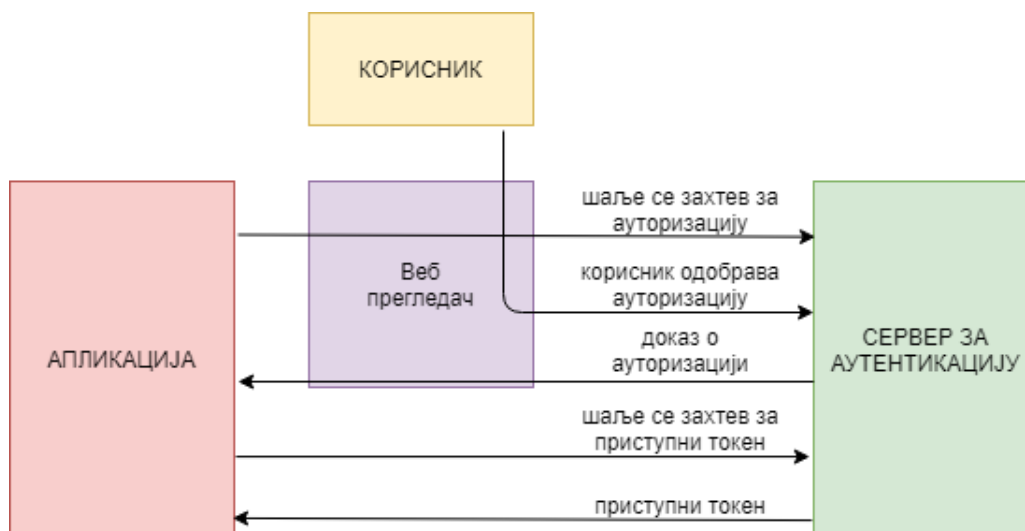 КОРИСНИК
шаље се захтев за
ауторизацију
Веб
прегледач
корисник одобрава
ауторизацију
АПЛИКАЦИЈА
доказ о
ауторизацији
СЕРВЕР ЗА
АУТЕНТИКАЦИЈУ
шаље се захтев за
приступни токен
приступни токен